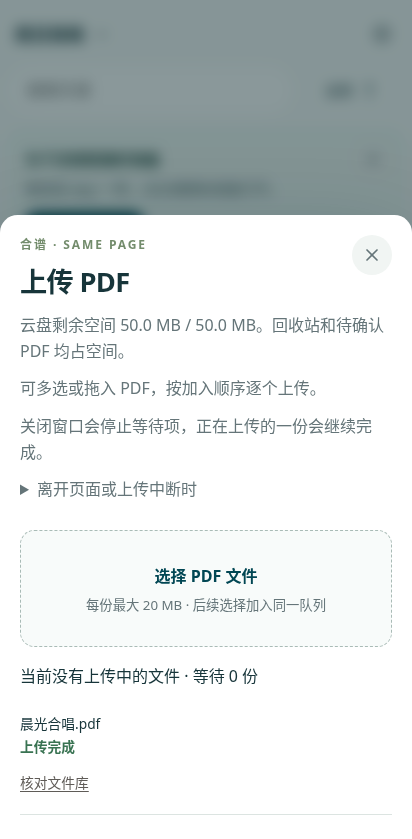 合谱 · SAME PAGE
上传 PDF
云盘剩余空间 50.0 MB / 50.0 MB。回收站和待确认
PDF 均占空间。
可多选或拖入 PDF，按加入顺序逐个上传。
关闭窗口会停止等待项，正在上传的一份会继续完
成。
离开页面或上传中断时
选择 PDF 文件
每份最大 20 MB · 后续选择加入同一队列
当前没有上传中的文件 · 等待 0 份
晨光合唱.pdf
上传完成
核对文件库